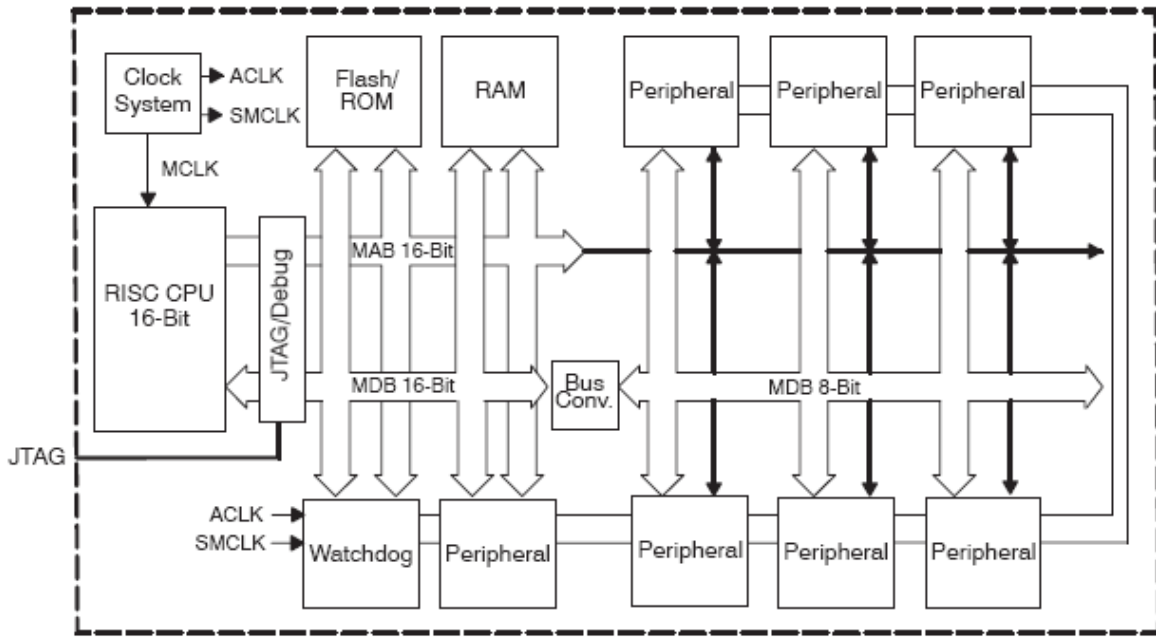 Clock
System
ACLK
SMCLK
MCLK
Flash/
ROM
RAM
Peripheral
Peripheral
Peripheral
RISC CPU
16-Bit
JTAG/Debug
MAB 16-Bit
MDB 16-Bit
Bus
Conv.
MDB 8-Bit
JTAG
ACLK
SMCLK
Watchdog
Peripheral
Peripheral
Peripheral
Peripheral